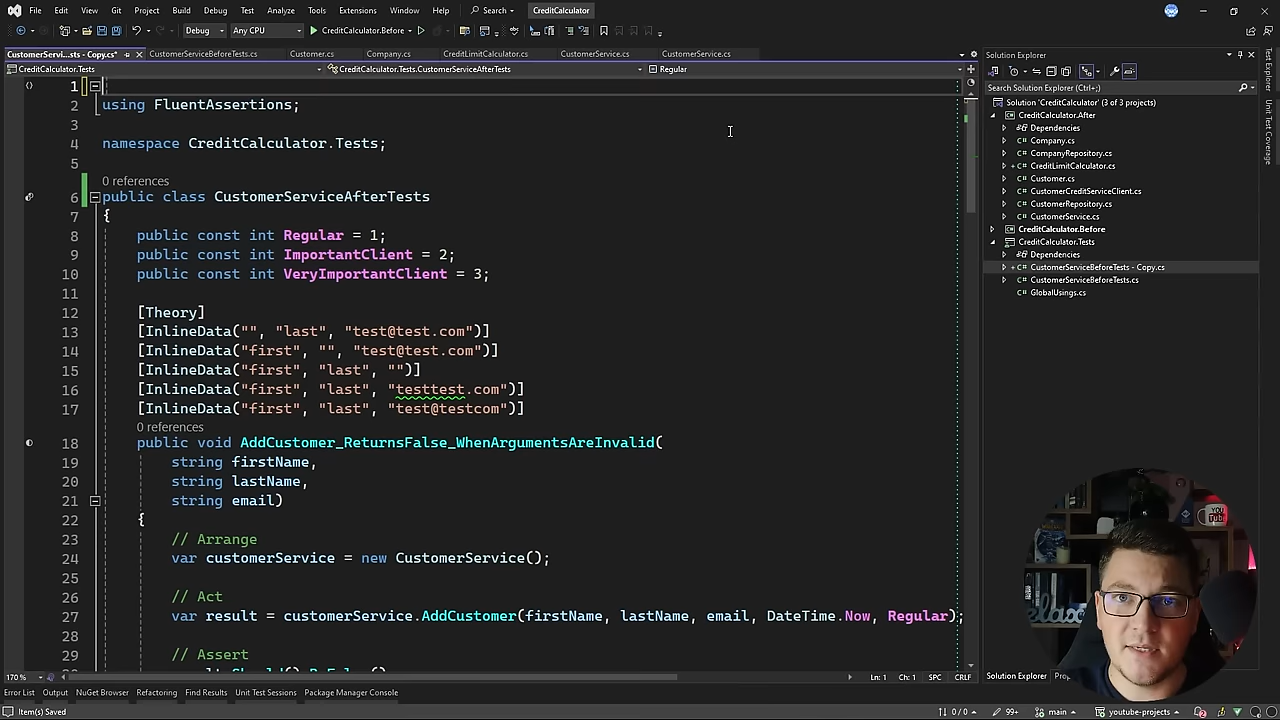 File Edit View Git Project Build Debug Test Analyze Tools Extensions Window Help Search CreditCalculator
Debug Any CPU CreditCalculator.Before
CustomerServi...sts - Copy.cs* CustomerServiceBeforeTests.cs Customer.cs Company.cs CreditLimitCalculator.cs CustomerService.cs CustomerService.cs
CreditCalculator.Tests CreditCalculator.Tests.CustomerServiceAfterTests Regular
1
2 using FluentAssertions;
3
4 namespace CreditCalculator.Tests;
5
0 references
6 public class CustomerServiceAfterTests
7 {
8 public const int Regular = 1;
9 public const int ImportantClient = 2;
10 public const int VeryImportantClient = 3;
11
12 [Theory]
13 [InlineData("", "last", "test@test.com")]
14 [InlineData("first", "", "test@test.com")]
15 [InlineData("first", "last", "")]
16 [InlineData("first", "last", "testtest.com")]
17 [InlineData("first", "last", "test@testcom")]
0 references
18 public void AddCustomer_ReturnsFalse_WhenArgumentsAreInvalid(
19 string firstName,
20 string lastName,
21 string email)
22 {
23 // Arrange
24 var customerService = new CustomerService();
25
26 // Act
27 var result = customerService.AddCustomer(firstName, lastName, email, DateTime.Now, Regular);
28
29 // Assert
170 % Ln: 1 Ch: 1 SPC CRLF
Error List Output NuGet Browser Refactoring Find Results Unit Test Sessions Package Manager Console
Item(s) Saved 0 / 0 99+ main youtube-projects
Solution Explorer
Search Solution Explorer (Ctrl+;)
Solution 'CreditCalculator' (3 of 3 projects)
CreditCalculator.After
Dependencies
Company.cs
CompanyRepository.cs
CreditLimitCalculator.cs
Customer.cs
CustomerCreditServiceClient.cs
CustomerRepository.cs
CustomerService.cs
CreditCalculator.Before
CreditCalculator.Tests
Dependencies
CustomerServiceBeforeTests - Copy.cs
CustomerServiceBeforeTests.cs
GlobalUsings.cs
Solution Explorer
Test Explorer
Unit Test Coverage
YouTube
relax